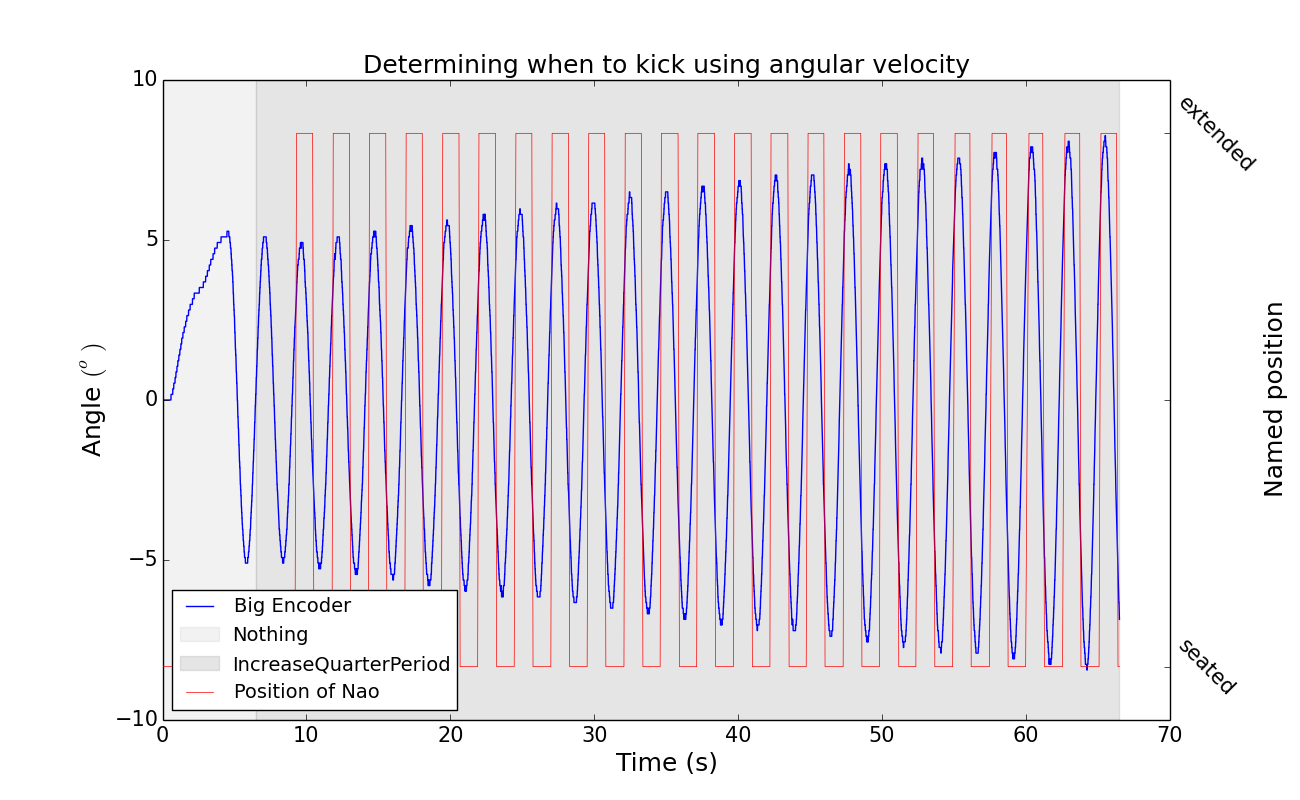 Determining when to kick using angular velocity
10
5
0
−5
−10
Angle (°)
0 10 20 30 40 50 60 70
Time (s)
extended
seated
Named position
Big Encoder
Nothing
IncreaseQuarterPeriod
Position of Nao